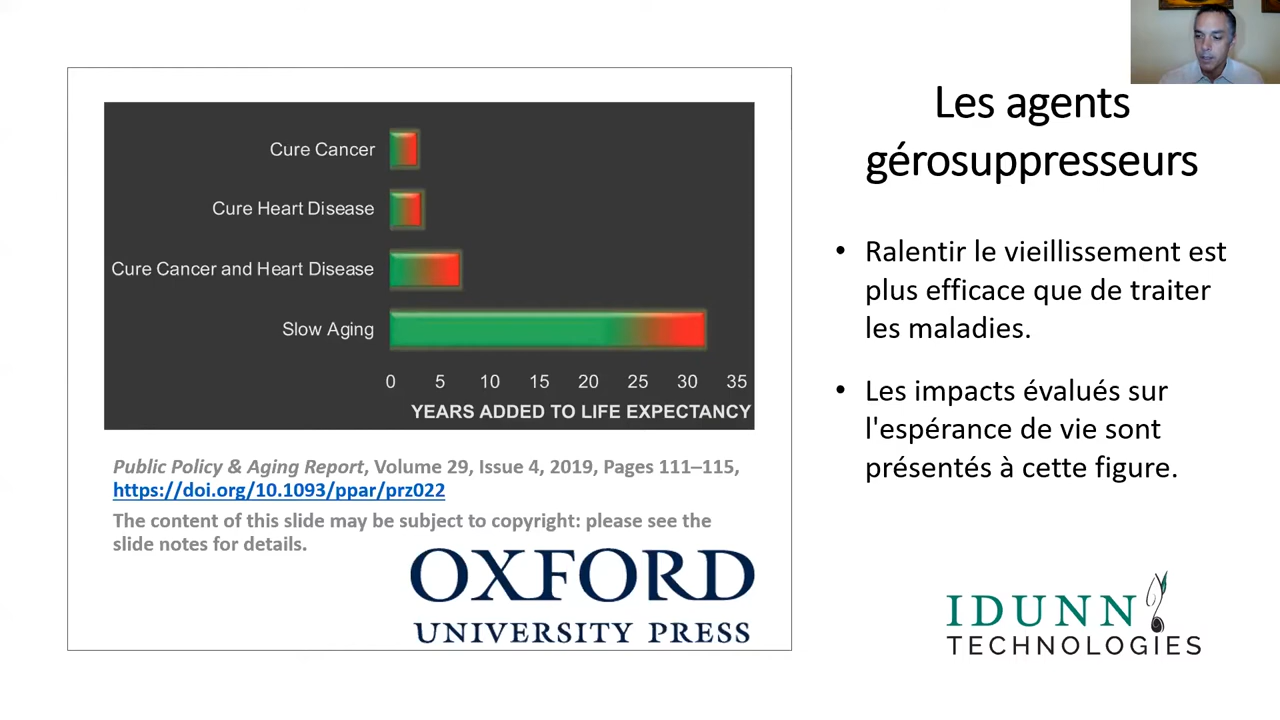 Cure Cancer
Cure Heart Disease
Cure Cancer and Heart Disease
Slow Aging
0 5 10 15 20 25 30 35
YEARS ADDED TO LIFE EXPECTANCY
Public Policy & Aging Report, Volume 29, Issue 4, 2019, Pages 111–115,
https://doi.org/10.1093/ppar/prz022
The content of this slide may be subject to copyright: please see the
slide notes for details.
OXFORD
UNIVERSITY PRESS
Les agents
gérosuppresseurs
• Ralentir le vieillissement est
plus efficace que de traiter
les maladies.
• Les impacts évalués sur
l'espérance de vie sont
présentés à cette figure.
IDUNN
TECHNOLOGIES